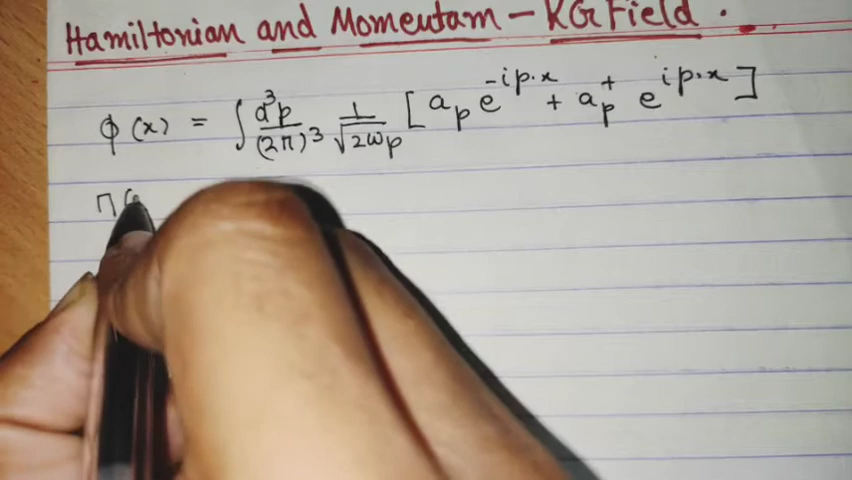 Hamiltonian and Momentum – KG Field .
ϕ (x) = ∫ d³p/(2π)³ 1/√2ωₚ [ aₚ e^{-ip·x} + aₚ⁺ e^{ip·x} ]
π(